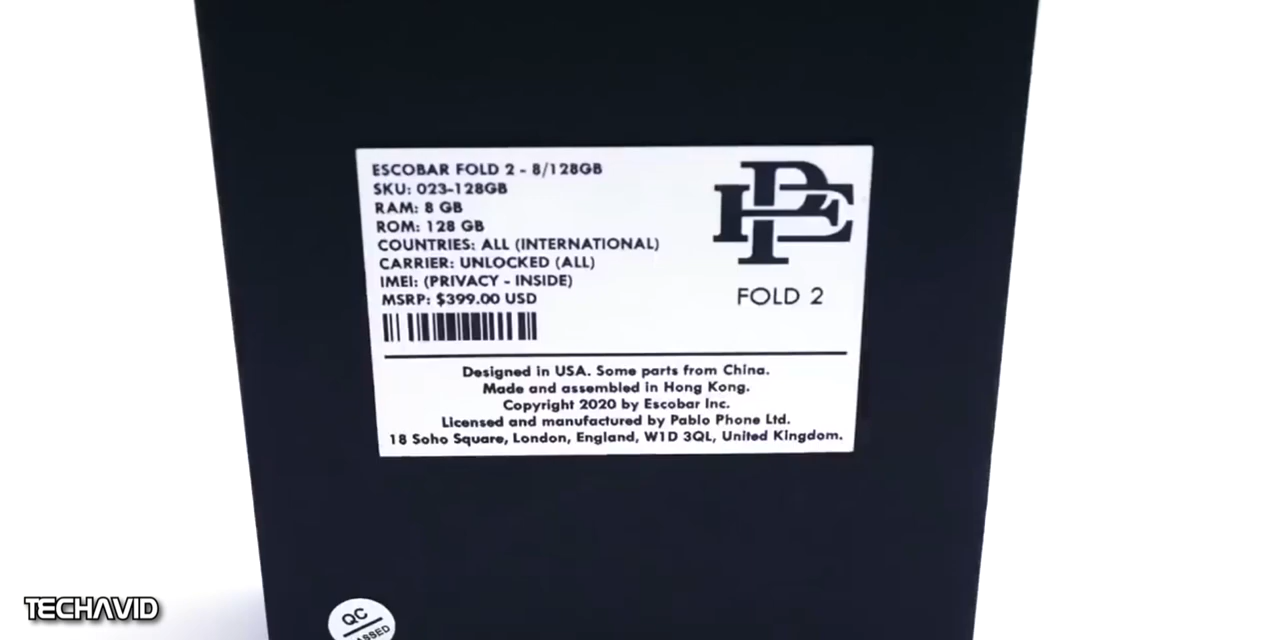 ESCOBAR FOLD 2 - 8/128GB
SKU: 023-128GB
RAM: 8 GB
ROM: 128 GB
COUNTRIES: ALL (INTERNATIONAL)
CARRIER: UNLOCKED (ALL)
IMEI: (PRIVACY - INSIDE)
MSRP: $399.00 USD
PE
FOLD 2
Designed in USA. Some parts from China.
Made and assembled in Hong Kong.
Copyright 2020 by Escobar Inc.
Licensed and manufactured by Pablo Phone Ltd.
18 Soho Square, London, England, W1D 3QL, United Kingdom.
QC
TECHAVID